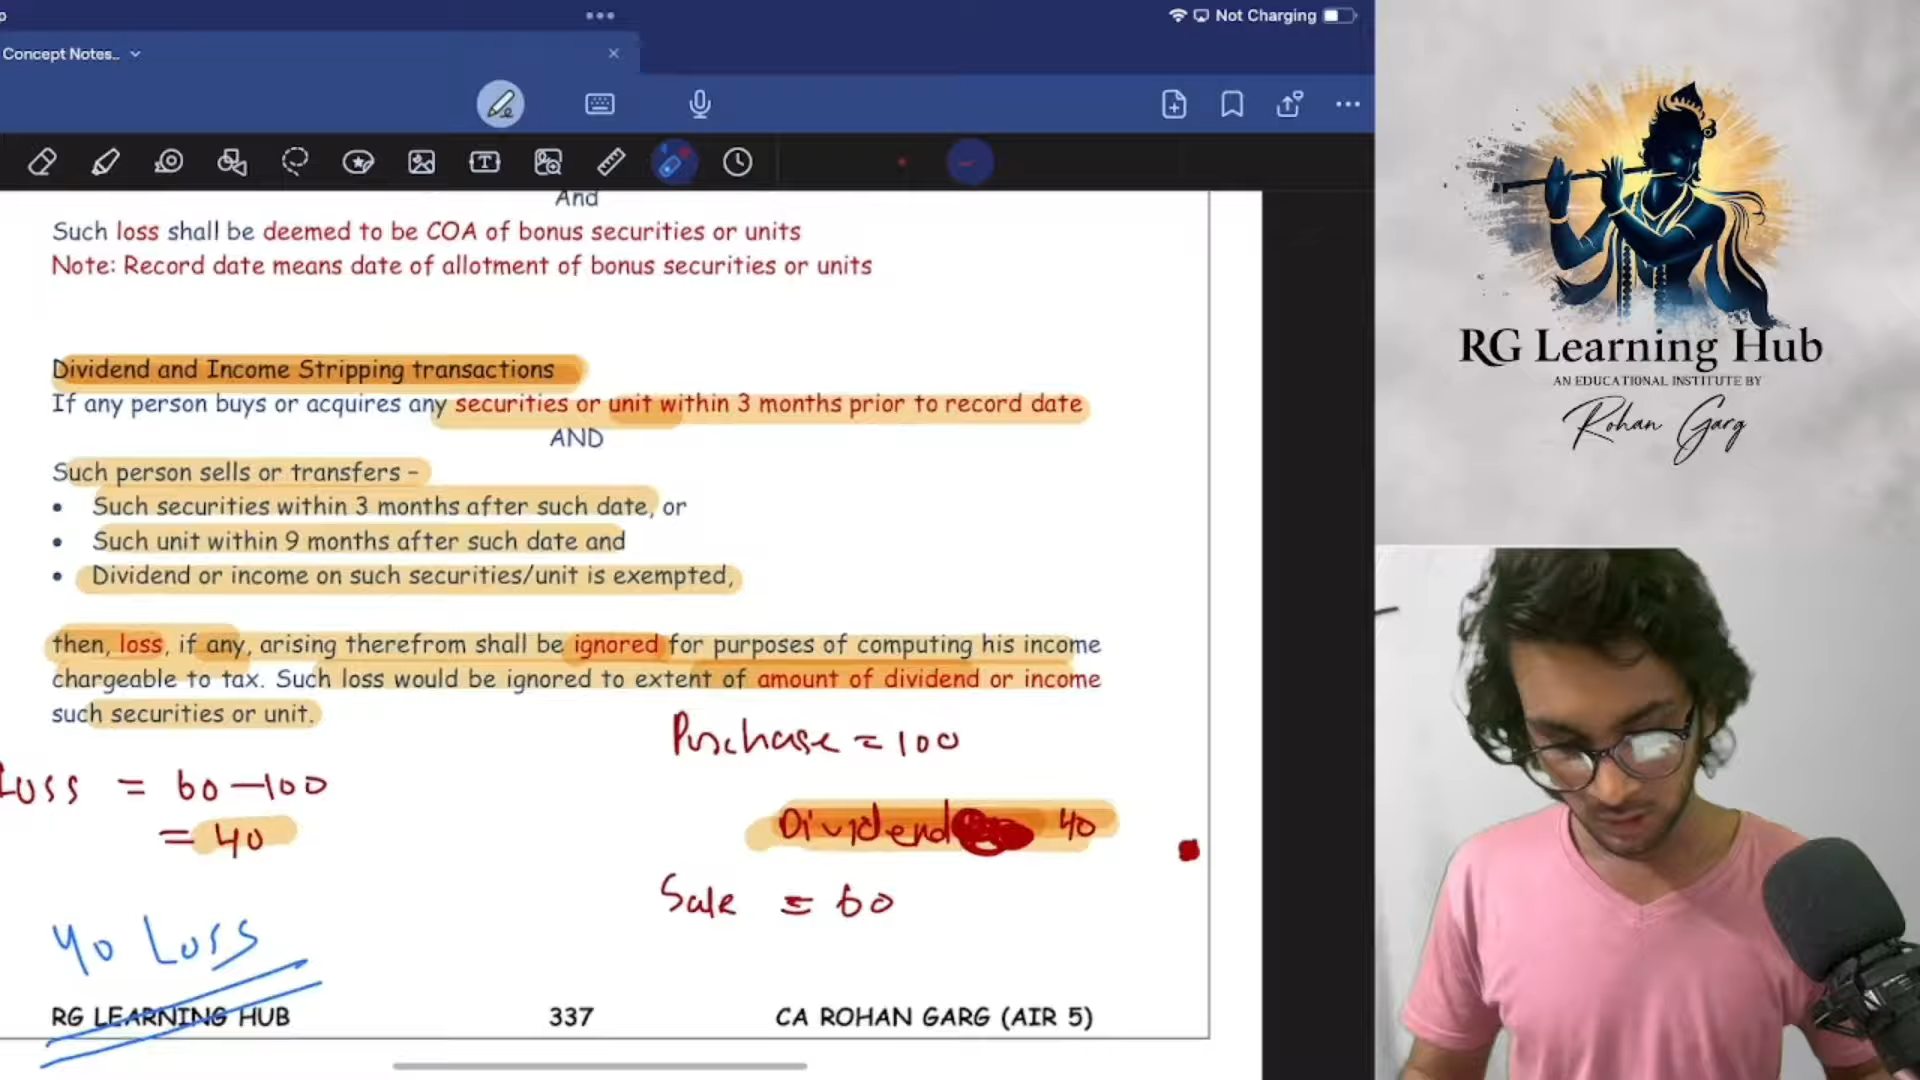 Not Charging
Concept Notes..
And
Such loss shall be deemed to be COA of bonus securities or units
Note: Record date means date of allotment of bonus securities or units
Dividend and Income Stripping transactions
If any person buys or acquires any securities or unit within 3 months prior to record date
AND
Such person sells or transfers –
• Such securities within 3 months after such date, or
• Such unit within 9 months after such date and
• Dividend or income on such securities/unit is exempted,
then, loss, if any, arising therefrom shall be ignored for purposes of computing his income
chargeable to tax. Such loss would be ignored to extent of amount of dividend or income
such securities or unit.
Purchase = 100
Loss = 60 – 100
= 40
Dividend 40
Sale = 60
40 Loss
RG LEARNING HUB 337 CA ROHAN GARG (AIR 5)
RG Learning Hub
AN EDUCATIONAL INSTITUTE BY
Rohan Garg